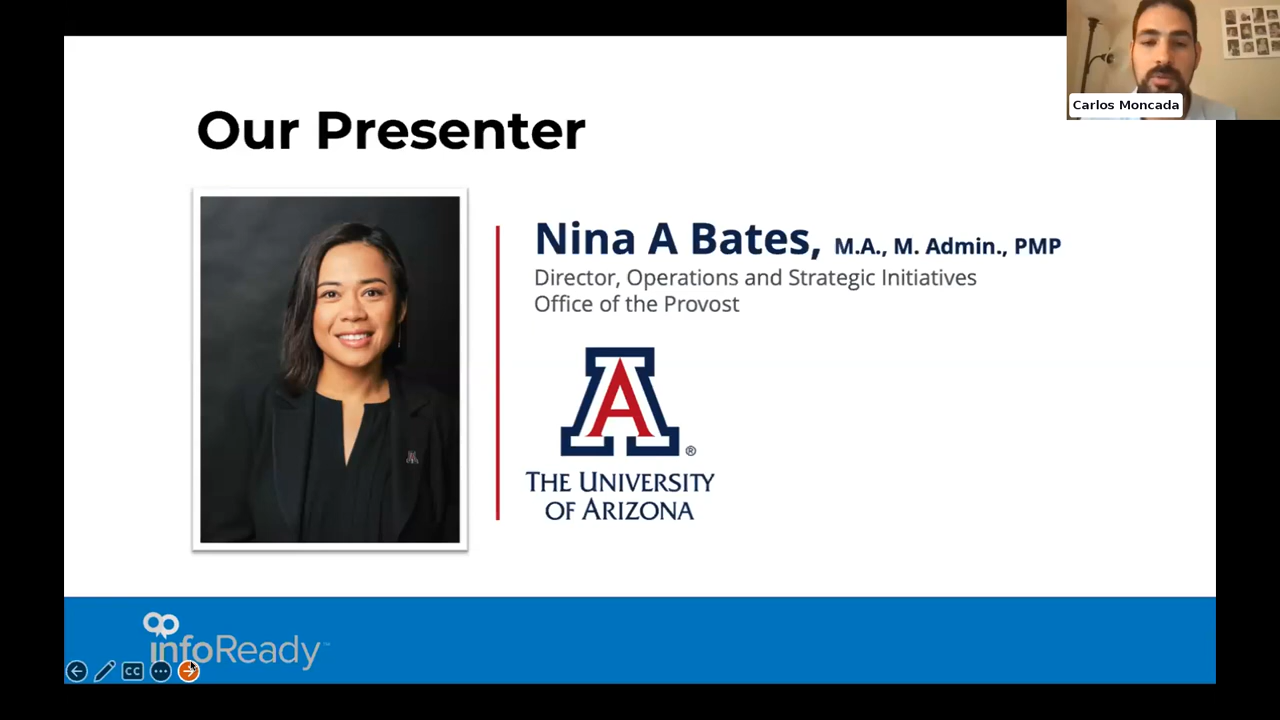 Carlos Moncada
Our Presenter
Nina A Bates, M.A., M. Admin., PMP
Director, Operations and Strategic Initiatives
Office of the Provost
A
®
THE UNIVERSITY
OF ARIZONA
infoReady™
CC